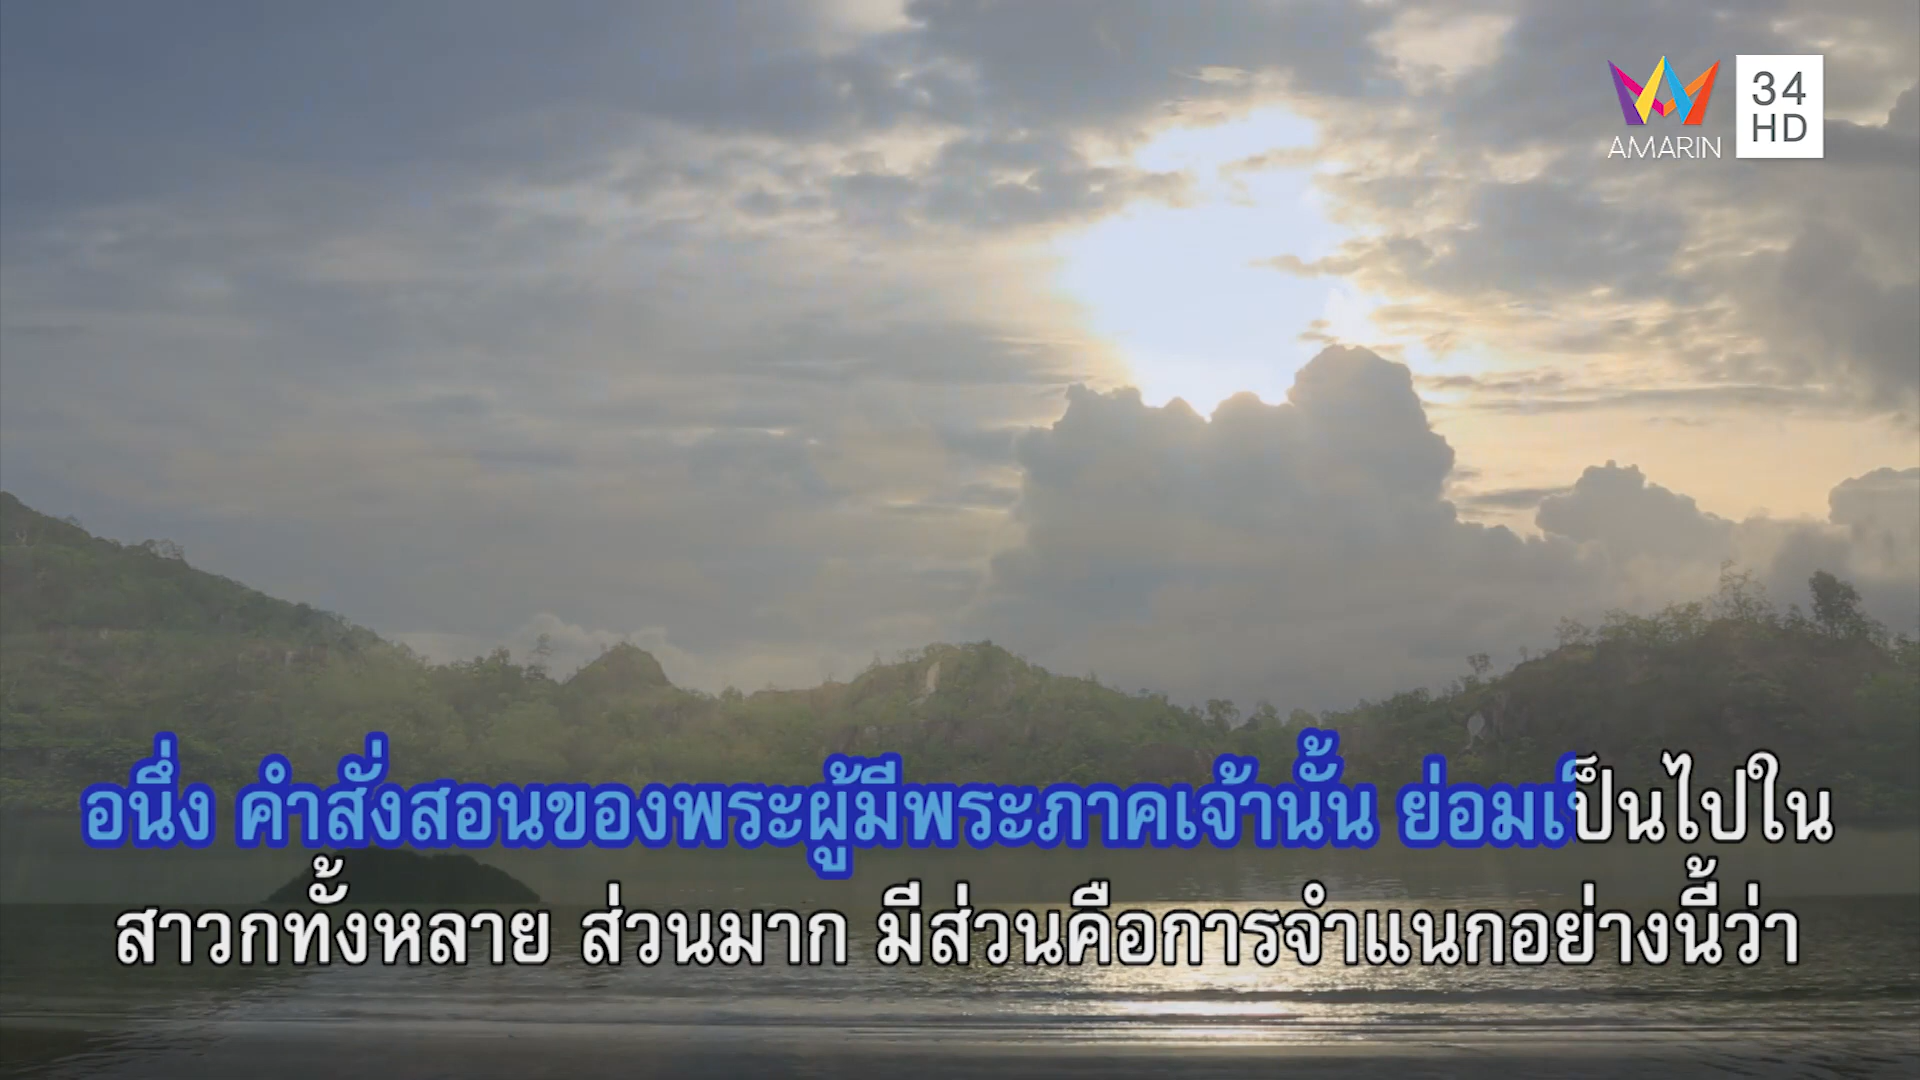 AMARIN
34
HD
อนึ่ง คำสั่งสอนของพระผู้มีพระภาคเจ้านั้น ย่อมเป็นไปใน
สาวกทั้งหลาย ส่วนมาก มีส่วนคือการจำแนกอย่างนี้ว่า